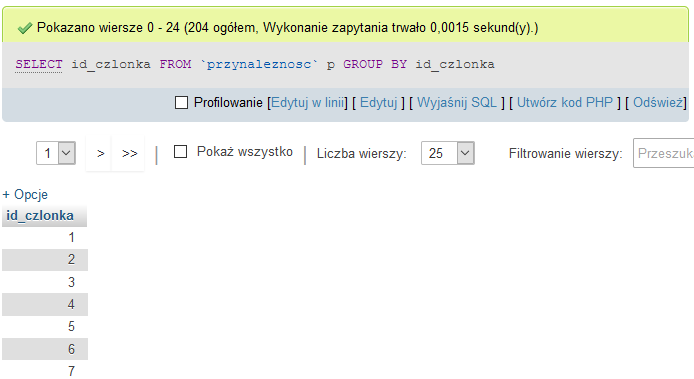 Pokazano wiersze 0 - 24 (204 ogółem, Wykonanie zapytania trwało 0,0015 sekund(y).)
SELECT id_czlonka FROM `przynaleznosc` p GROUP BY id_czlonka
Profilowanie [Edytuj w linii] [ Edytuj ] [ Wyjaśnij SQL ] [ Utwórz kod PHP ] [ Odśwież]
1 > >> | Pokaż wszystko | Liczba wierszy: 25 Filtrowanie wierszy: Przeszuk
+ Opcje
id_czlonka
1
2
3
4
5
6
7